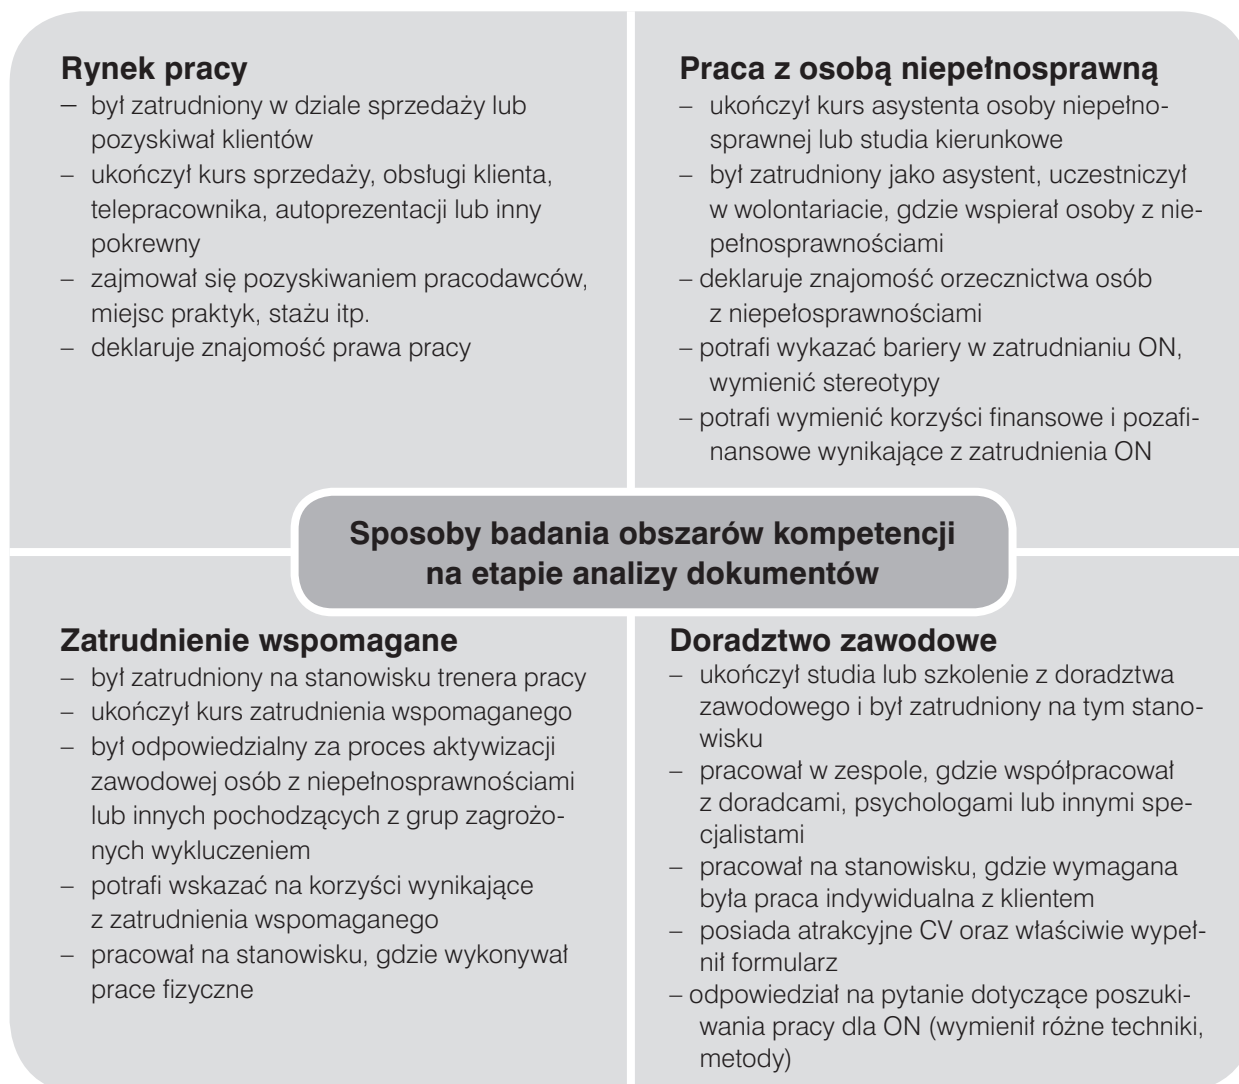 Rynek pracy
– był zatrudniony w dziale sprzedaży lub
pozyskiwał klientów
– ukończył kurs sprzedaży, obsługi klienta,
telepracownika, autoprezentacji lub inny
pokrewny
– zajmował się pozyskiwaniem pracodawców,
miejsc praktyk, stażu itp.
– deklaruje znajomość prawa pracy
Praca z osobą niepełnosprawną
– ukończył kurs asystenta osoby niepełno-
sprawnej lub studia kierunkowe
– był zatrudniony jako asystent, uczestniczył
w wolontariacie, gdzie wspierał osoby z nie-
pełnosprawnościami
– deklaruje znajomość orzecznictwa osób
z niepełosprawnościami
– potrafi wykazać bariery w zatrudnianiu ON,
wymienić stereotypy
– potrafi wymienić korzyści finansowe i pozafi-
nansowe wynikające z zatrudnienia ON
Sposoby badania obszarów kompetencji
na etapie analizy dokumentów
Zatrudnienie wspomagane
– był zatrudniony na stanowisku trenera pracy
– ukończył kurs zatrudnienia wspomaganego
– był odpowiedzialny za proces aktywizacji
zawodowej osób z niepełnosprawnościami
lub innych pochodzących z grup zagrożo-
nych wykluczeniem
– potrafi wskazać na korzyści wynikające
z zatrudnienia wspomaganego
– pracował na stanowisku, gdzie wykonywał
prace fizyczne
Doradztwo zawodowe
– ukończył studia lub szkolenie z doradztwa
zawodowego i był zatrudniony na tym stano-
wisku
– pracował w zespole, gdzie współpracował
z doradcami, psychologami lub innymi spe-
cjalistami
– pracował na stanowisku, gdzie wymagana
była praca indywidualna z klientem
– posiada atrakcyjne CV oraz właściwie wypeł-
nił formularz
– odpowiedział na pytanie dotyczące poszuki-
wania pracy dla ON (wymienił różne techniki,
metody)